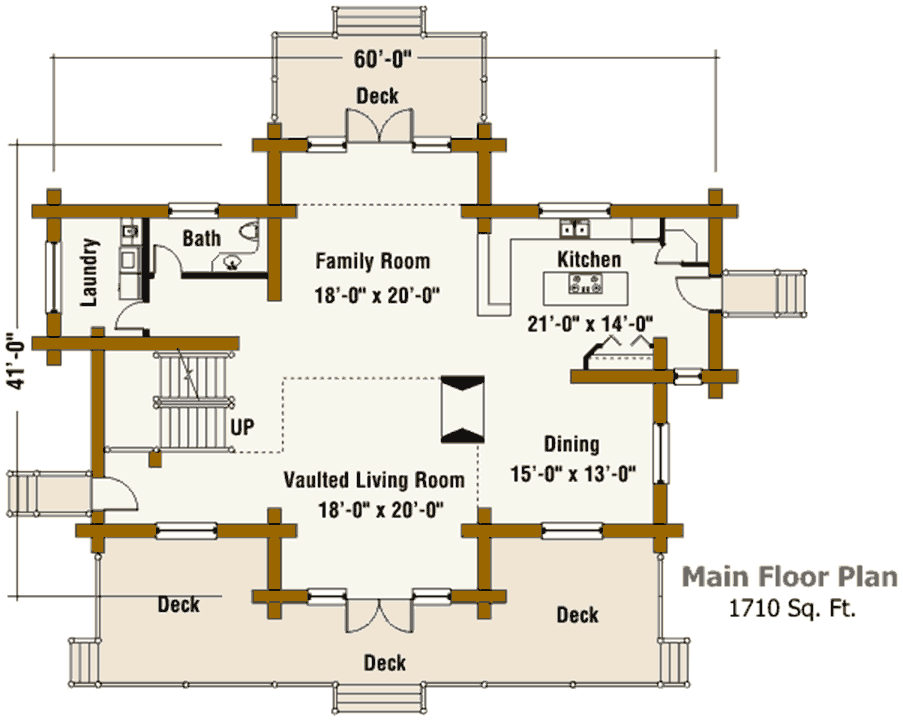 60'-0"
Deck
Bath
Laundry
Family Room
18'-0" x 20'-0"
Kitchen
21'-0" x 14'-0"
41'-0"
UP
Dining
15'-0" x 13'-0"
Vaulted Living Room
18'-0" x 20'-0"
Main Floor Plan
1710 Sq. Ft.
Deck
Deck
Deck